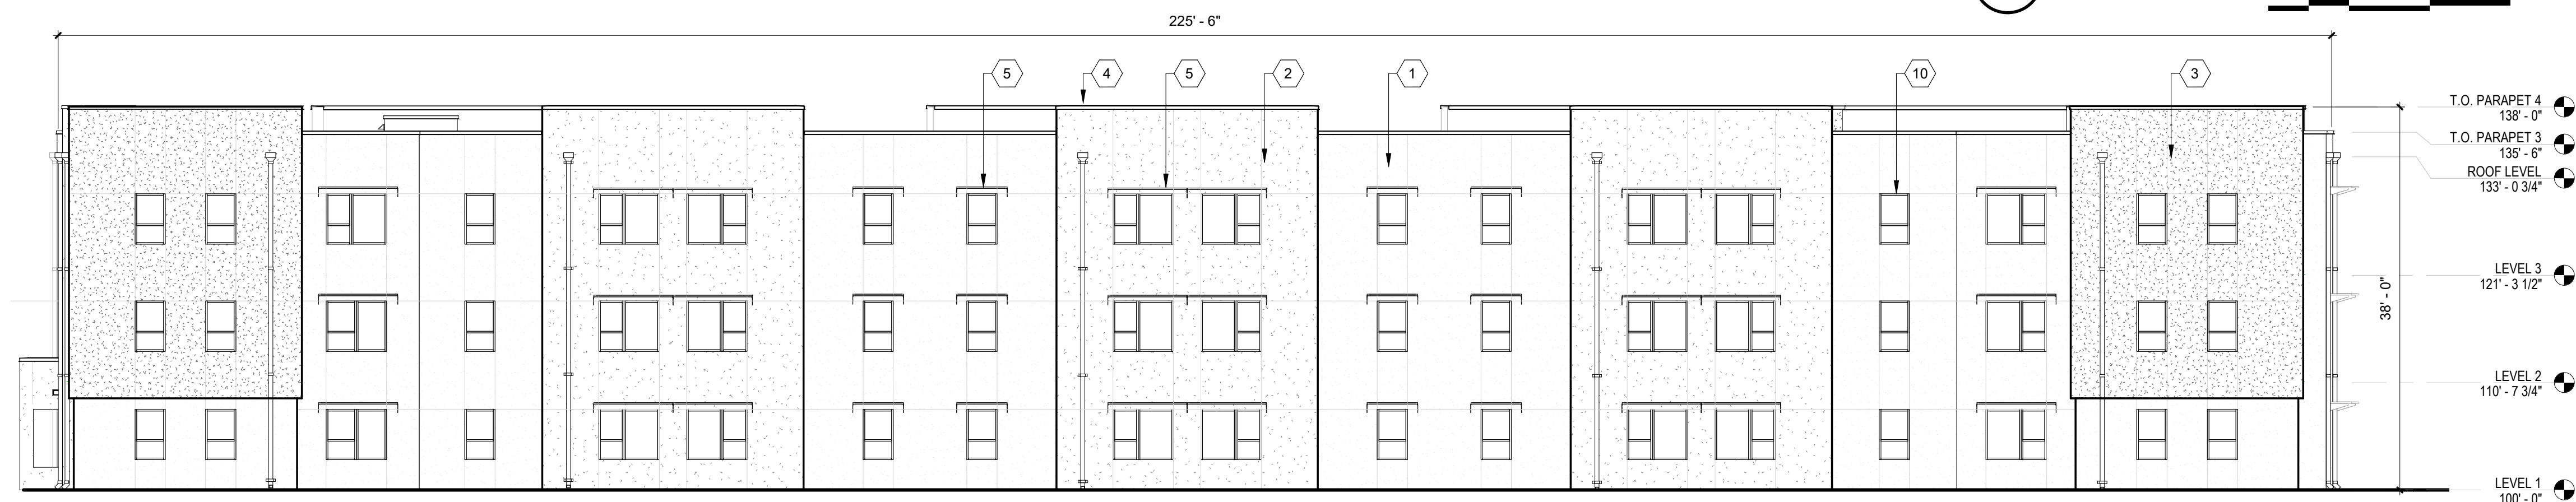 225' - 6"
5
4
5
2
1
10
3
T.O. PARAPET 4
138' - 0"
T.O. PARAPET 3
135' - 6"
ROOF LEVEL
133' - 0 3/4"
LEVEL 3
121' - 3 1/2"
38' - 0"
LEVEL 2
110' - 7 3/4"
LEVEL 1
100' - 0"